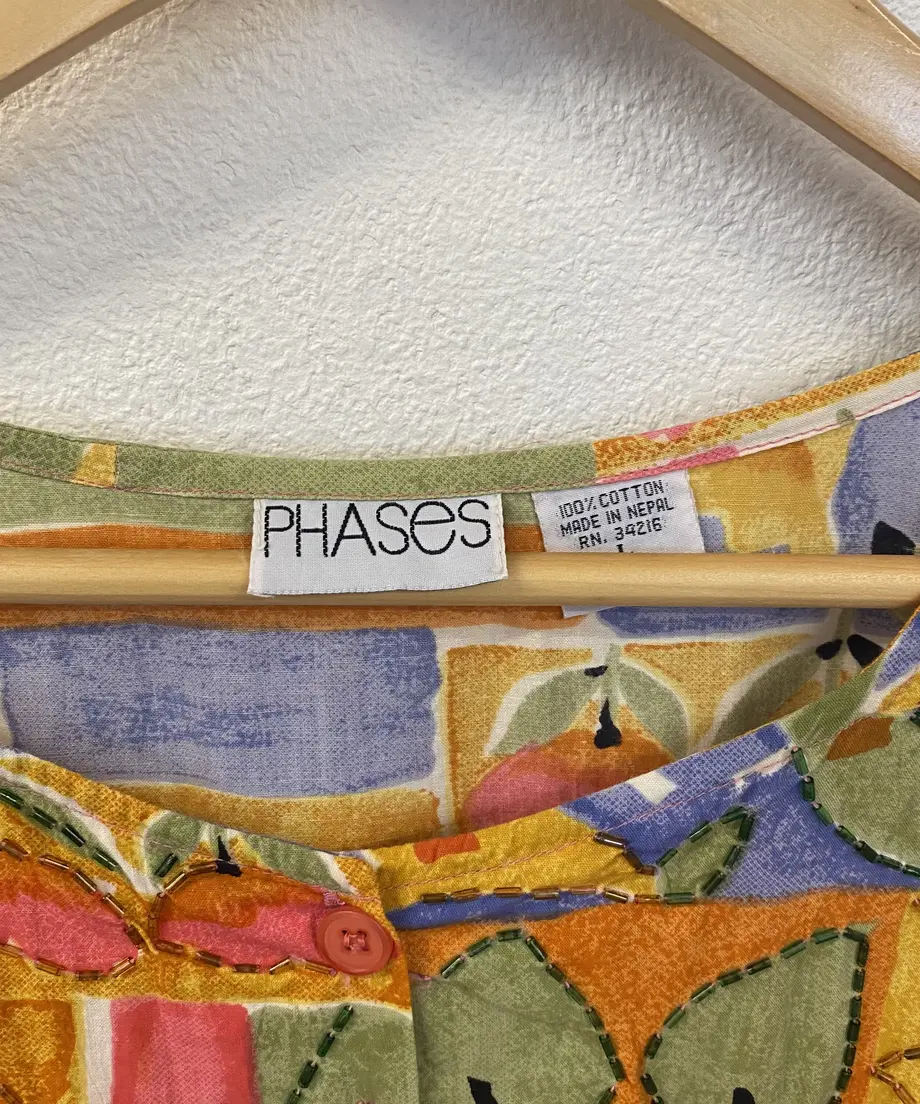 PHASes
100% COTTON
MADE IN NEPAL
RN. 34216
L